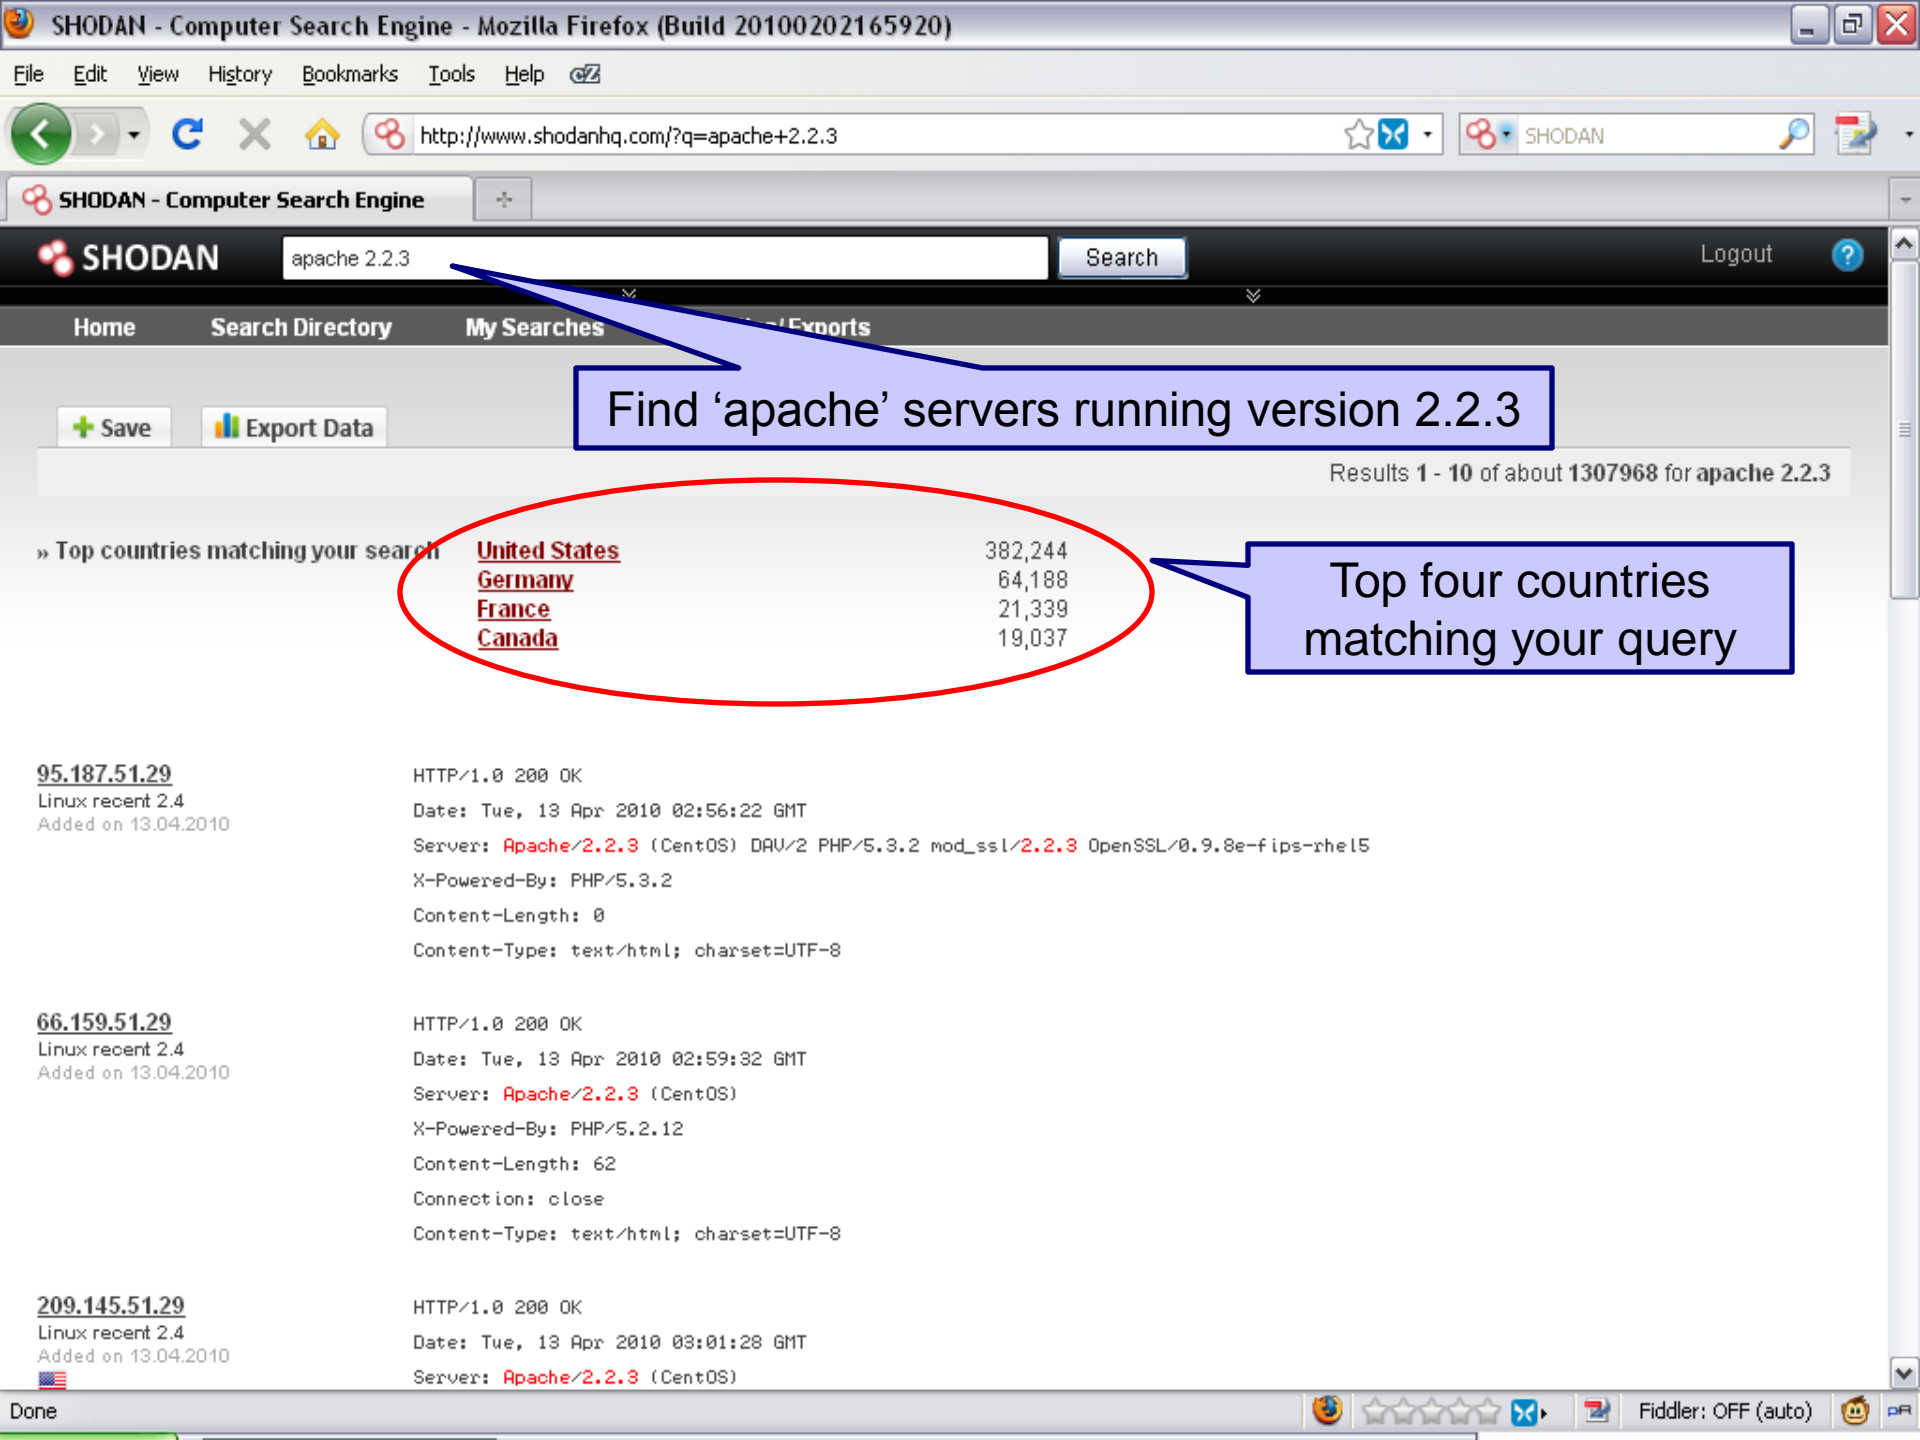 SHODAN - Computer Search Engine - Mozilla Firefox (Build 20100202165920)
File Edit View History Bookmarks Tools Help
http://www.shodanhq.com/?q=apache+2.2.3
SHODAN
SHODAN - Computer Search Engine
SHODAN
apache 2.2.3
Search
Logout
Home Search Directory My Searches /Exports
Find ‘apache’ servers running version 2.2.3
Save
Export Data
Results 1 - 10 of about 1307968 for apache 2.2.3
» Top countries matching your search
United States 382,244
Germany 64,188
France 21,339
Canada 19,037
Top four countries
matching your query
95.187.51.29
Linux recent 2.4
Added on 13.04.2010
HTTP/1.0 200 OK
Date: Tue, 13 Apr 2010 02:56:22 GMT
Server: Apache/2.2.3 (CentOS) DAV/2 PHP/5.3.2 mod_ssl/2.2.3 OpenSSL/0.9.8e-fips-rhel5
X-Powered-By: PHP/5.3.2
Content-Length: 0
Content-Type: text/html; charset=UTF-8
66.159.51.29
Linux recent 2.4
Added on 13.04.2010
HTTP/1.0 200 OK
Date: Tue, 13 Apr 2010 02:59:32 GMT
Server: Apache/2.2.3 (CentOS)
X-Powered-By: PHP/5.2.12
Content-Length: 62
Connection: close
Content-Type: text/html; charset=UTF-8
209.145.51.29
Linux recent 2.4
Added on 13.04.2010
HTTP/1.0 200 OK
Date: Tue, 13 Apr 2010 03:01:28 GMT
Server: Apache/2.2.3 (CentOS)
Done
Fiddler: OFF (auto)